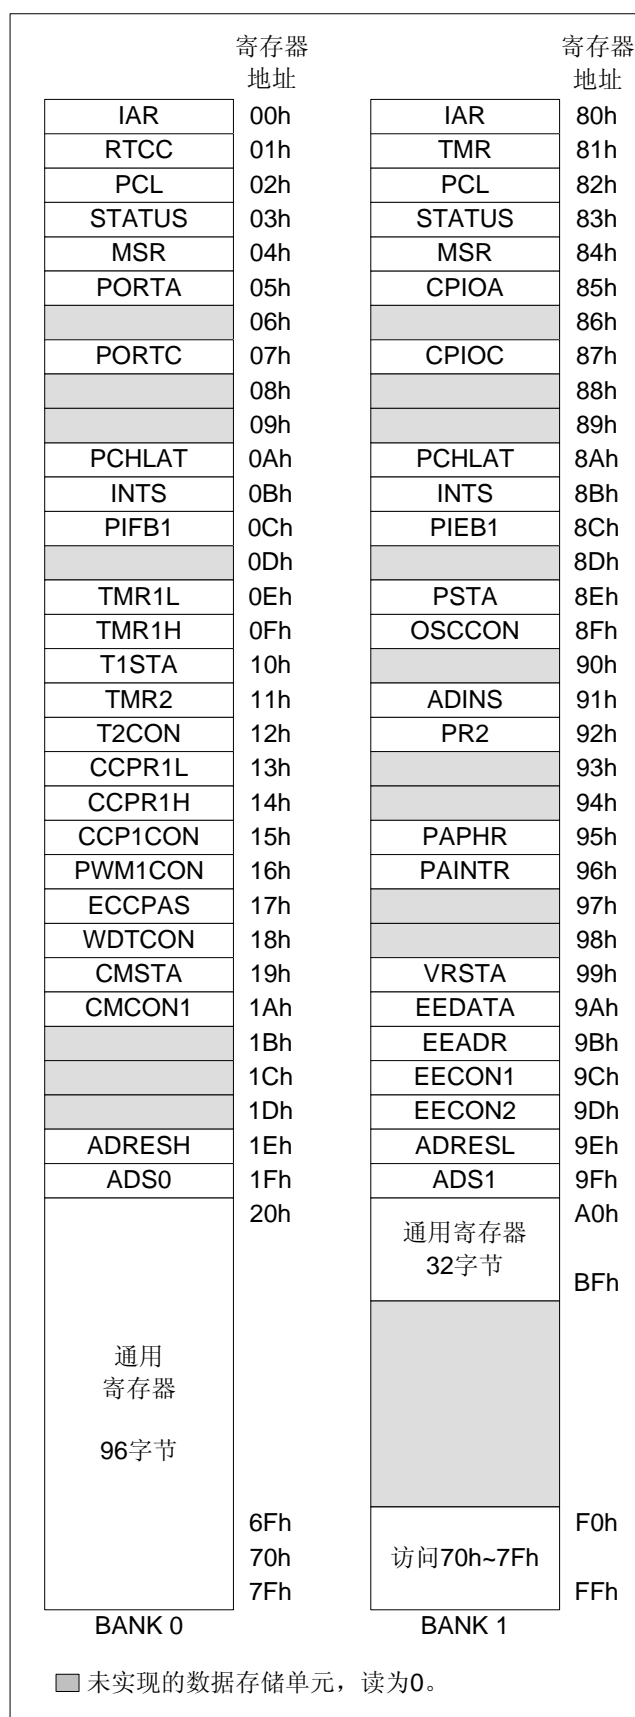 寄存器 寄存器
地址 地址
IAR 00h IAR 80h
RTCC 01h TMR 81h
PCL 02h PCL 82h
STATUS 03h STATUS 83h
MSR 04h MSR 84h
PORTA 05h CPIOA 85h
06h 86h
PORTC 07h CPIOC 87h
08h 88h
09h 89h
PCHLAT 0Ah PCHLAT 8Ah
INTS 0Bh INTS 8Bh
PIFB1 0Ch PIEB1 8Ch
0Dh 8Dh
TMR1L 0Eh PSTA 8Eh
TMR1H 0Fh OSCCON 8Fh
T1STA 10h 90h
TMR2 11h ADINS 91h
T2CON 12h PR2 92h
CCPR1L 13h 93h
CCPR1H 14h 94h
CCP1CON 15h PAPHR 95h
PWM1CON 16h PAINTR 96h
ECCPAS 17h 97h
WDTCON 18h 98h
CMSTA 19h VRSTA 99h
CMCON1 1Ah EEDATA 9Ah
1Bh EEADR 9Bh
1Ch EECON1 9Ch
1Dh EECON2 9Dh
ADRESH 1Eh ADRESL 9Eh
ADS0 1Fh ADS1 9Fh
20h A0h
通用寄存器
32字节
BFh
通用
寄存器
96字节
6Fh F0h
70h 访问70h~7Fh
7Fh FFh
BANK 0 BANK 1
未实现的数据存储单元，读为0。